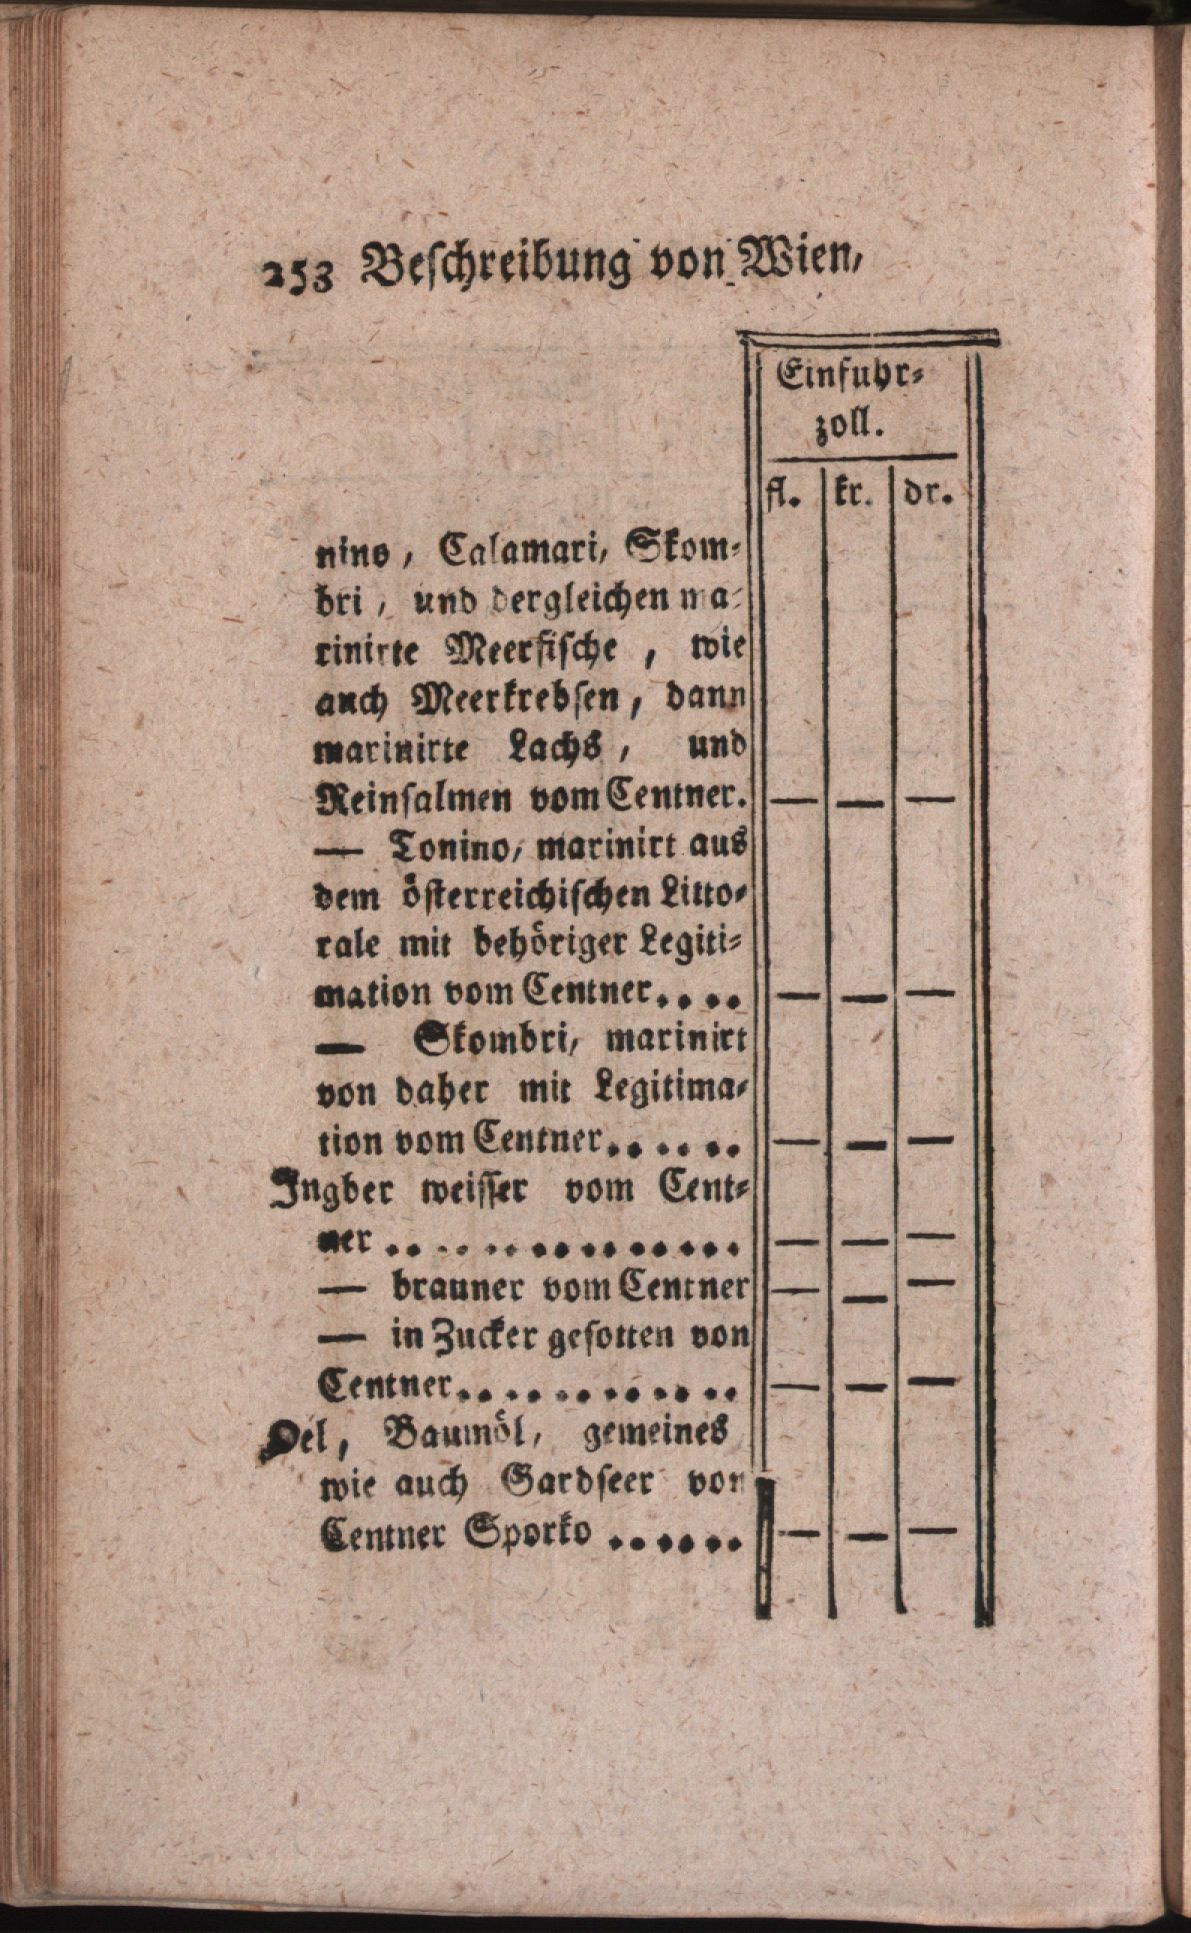 253 Beschreibung von Wien,
Einfuhr-
zoll.
fl. kr. dr.
nino, Calamari, Skom-
bri, und dergleichen ma-
rinirte Meerfische, wie
auch Meerkrebsen, dann
marinirte Lachs, und
Reinsalmen vom Centner. — — —
— Tonino, marinirt aus
dem österreichischen Litto-
rale mit behöriger Legiti-
mation vom Centner.... — — —
— Skombri, marinirt
von daher mit Legitima-
tion vom Centner...... — — —
Ingber weisser vom Cent-
ner............... — — —
— brauner vom Centner — — —
— in Zucker gesotten von
Centner............ — — —
Oel, Baumöl, gemeines
wie auch Gardseer von
Centner Sporko ...... — — —